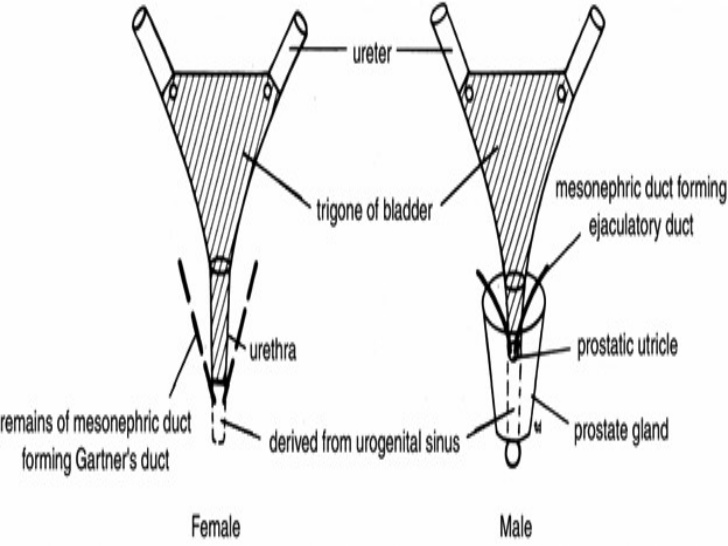 ureter
trigone of bladder
mesonephric duct forming
ejaculatory duct
urethra
prostatic utricle
remains of mesonephric duct
forming Gartner's duct
derived from urogenital sinus
prostate gland
Female
Male